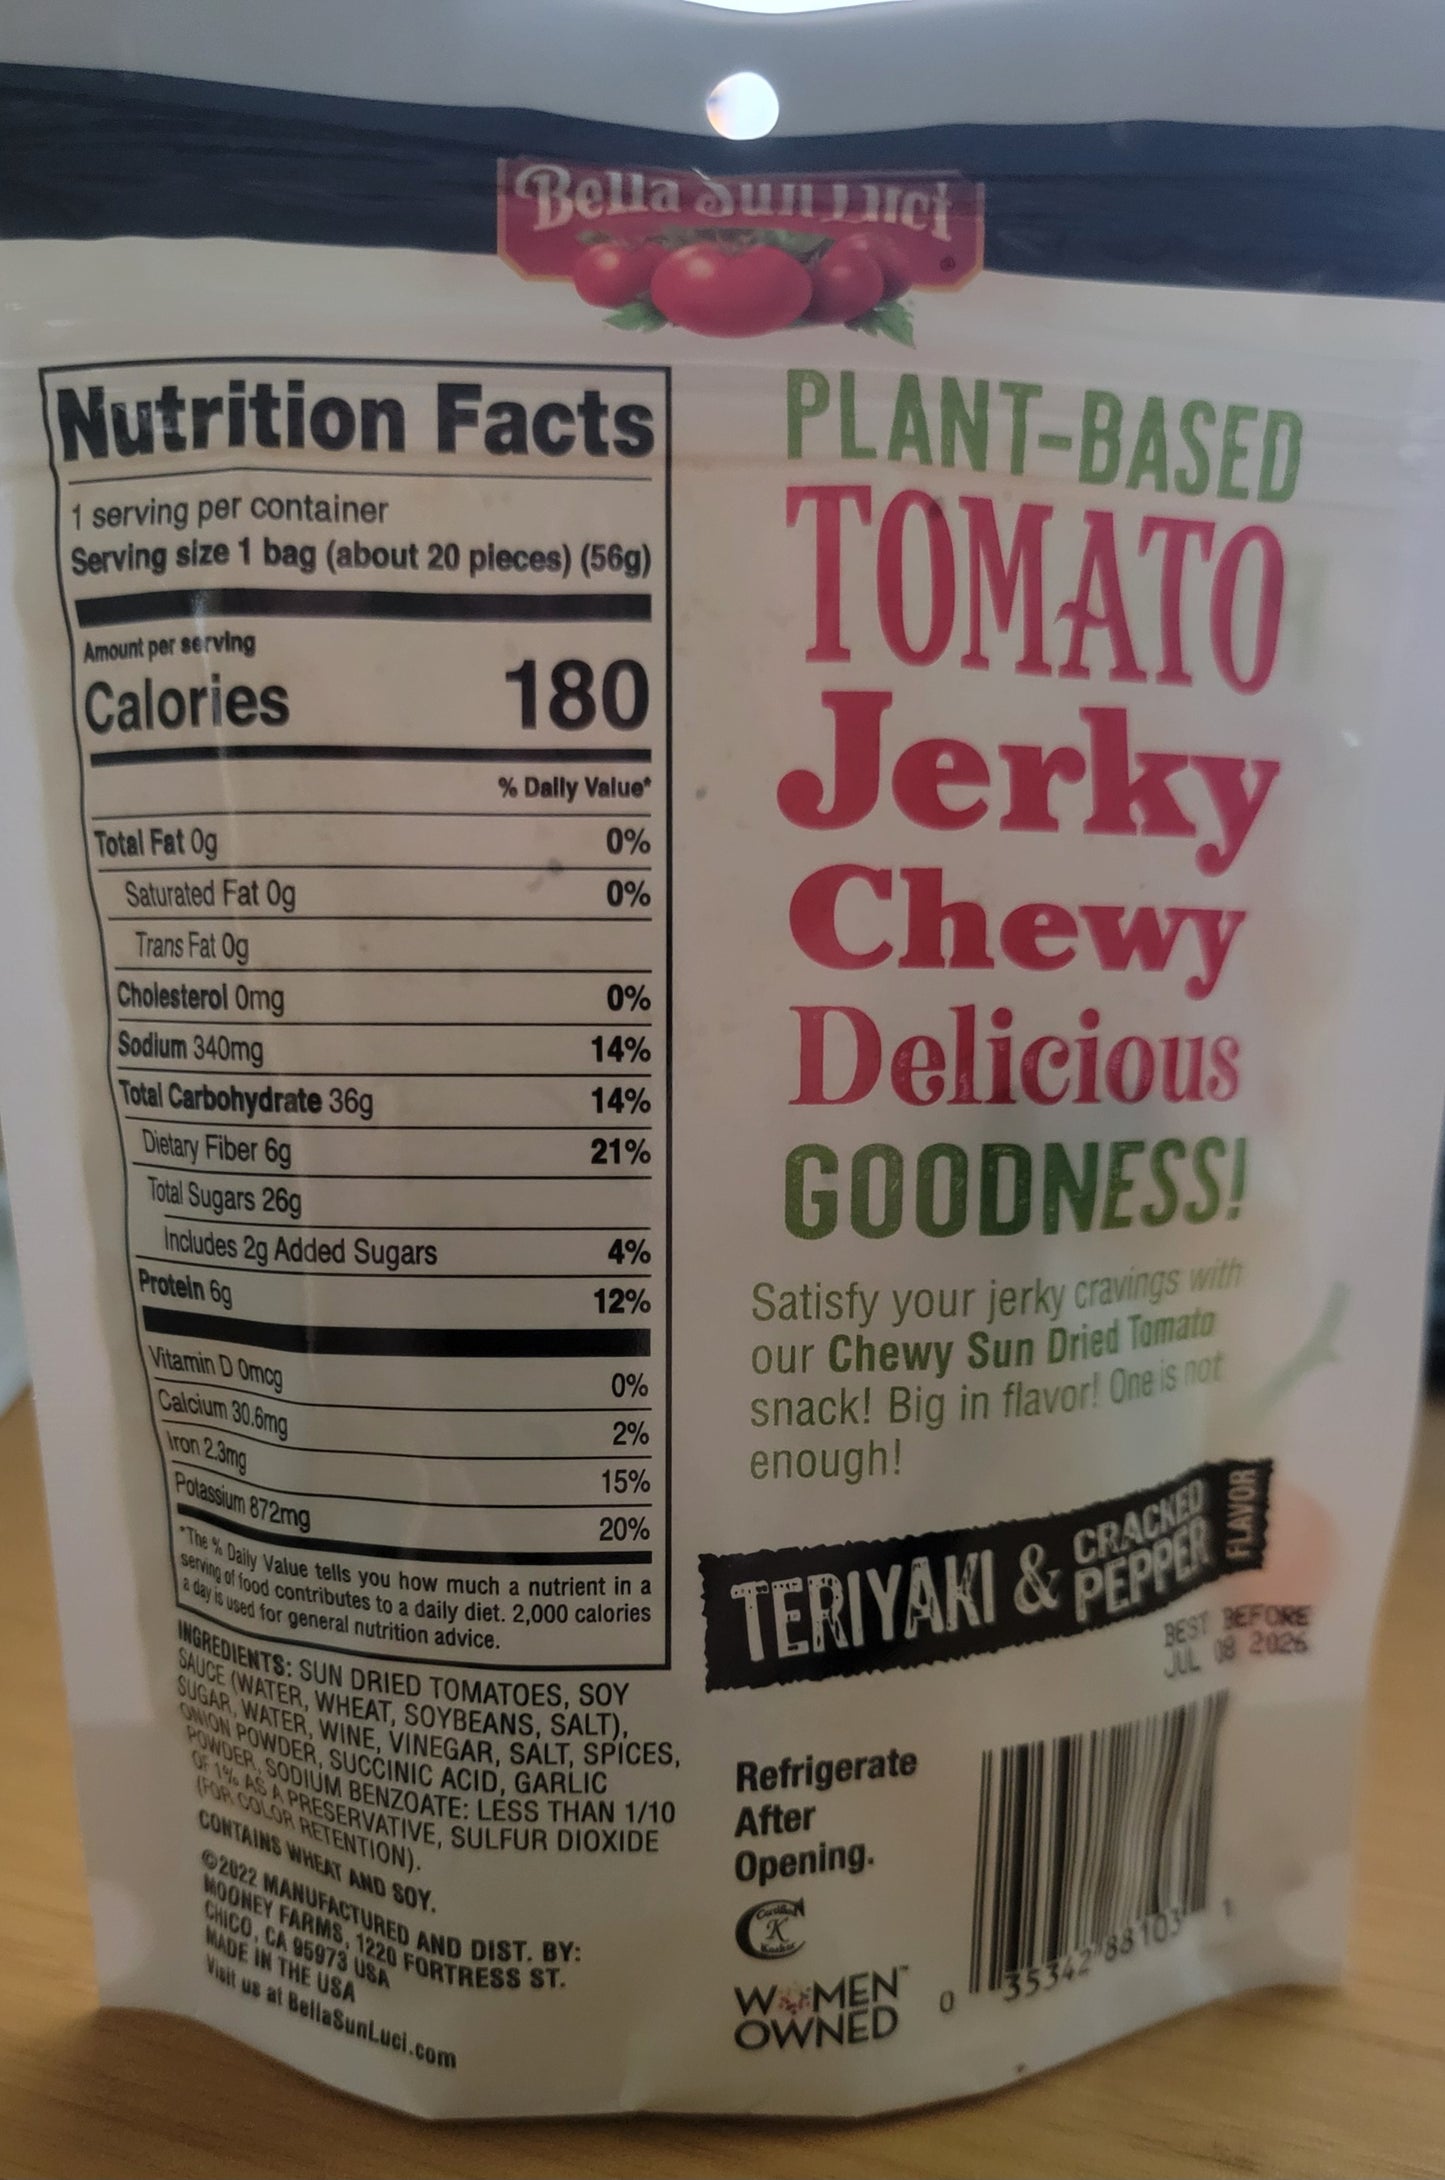 Bella Sun Luci
®
Nutrition Facts
1 serving per container
Serving size 1 bag (about 20 pieces) (56g)
Amount per serving
Calories 180
% Daily Value*
Total Fat 0g 0%
Saturated Fat 0g 0%
Trans Fat 0g
Cholesterol 0mg 0%
Sodium 340mg 14%
Total Carbohydrate 36g 14%
Dietary Fiber 6g 21%
Total Sugars 26g
Includes 2g Added Sugars 4%
Protein 6g 12%
Vitamin D 0mcg 0%
Calcium 30.6mg 2%
Iron 2.3mg 15%
Potassium 872mg 20%
*The % Daily Value tells you how much a nutrient in a
serving of food contributes to a daily diet. 2,000 calories
a day is used for general nutrition advice.
INGREDIENTS: SUN DRIED TOMATOES, SOY
SAUCE (WATER, WHEAT, SOYBEANS, SALT),
SUGAR, WATER, WINE, VINEGAR, SALT, SPICES,
ONION POWDER, SUCCINIC ACID, GARLIC
POWDER, SODIUM BENZOATE: LESS THAN 1/10
OF 1% AS A PRESERVATIVE, SULFUR DIOXIDE
(FOR COLOR RETENTION).
CONTAINS WHEAT AND SOY.
©2022 MANUFACTURED AND DIST. BY:
MOONEY FARMS, 1220 FORTRESS ST.
CHICO, CA 95973 USA
MADE IN THE USA
Visit us at BellaSunLuci.com
PLANT-BASED
TOMATO
Jerky
Chewy
Delicious
GOODNESS!
Satisfy your jerky cravings with
our Chewy Sun Dried Tomato
snack! Big in flavor! One is not
enough!
TERIYAKI & CRACKED PEPPER FLAVOR
BEST BEFORE
JUL 08 2026
Refrigerate
After
Opening.
Certified
K
Kosher
WOMEN™
OWNED
0 35342 88103 1